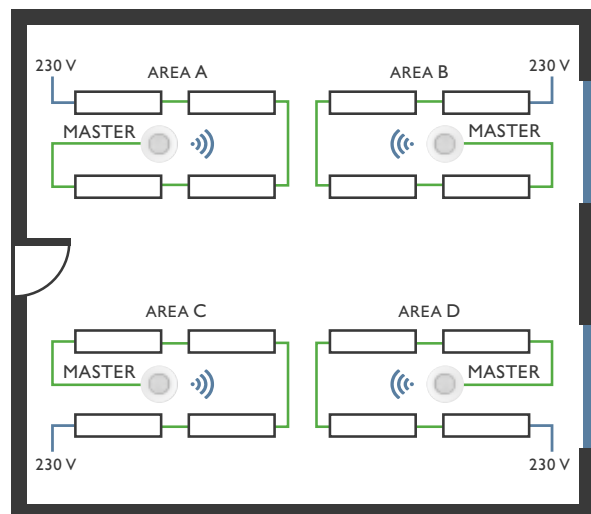 230 V
AREA A
AREA B
230 V
MASTER
MASTER
AREA C
AREA D
MASTER
MASTER
230 V
230 V